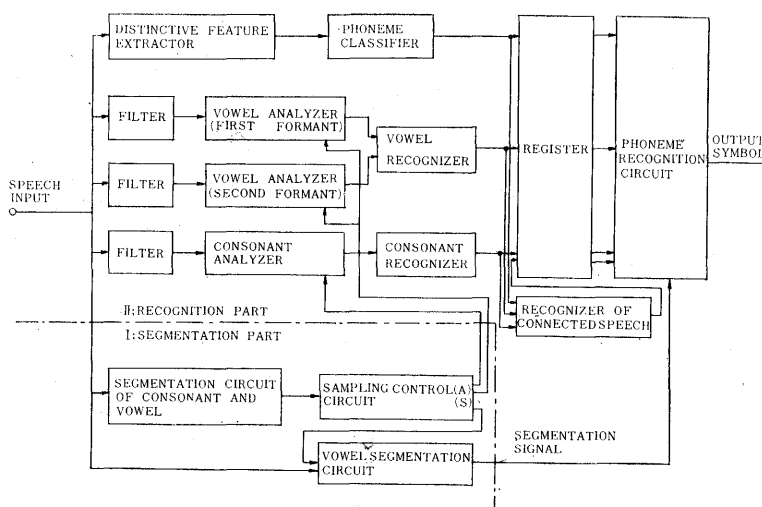 DISTINCTIVE FEATURE
EXTRACTOR
PHONEME
CLASSIFIER
FILTER
VOWEL ANALYZER
(FIRST FORMANT)
VOWEL
RECOGNIZER
REGISTER
PHONEME
RECOGNITION
CIRCUIT
OUTPUT
SYMBOL
SPEECH
INPUT
FILTER
VOWEL ANALYZER
(SECOND FORMANT)
FILTER
CONSONANT
ANALYZER
CONSONANT
RECOGNIZER
RECOGNIZER OF
CONNECTED SPEECH
II:RECOGNITION PART
I:SEGMENTATION PART
SEGMENTATION CIRCUIT
OF CONSONANT AND
VOWEL
SAMPLING CONTROL(A)
CIRCUIT (S)
VOWEL SEGMENTATION
CIRCUIT
SEGMENTATION
SIGNAL